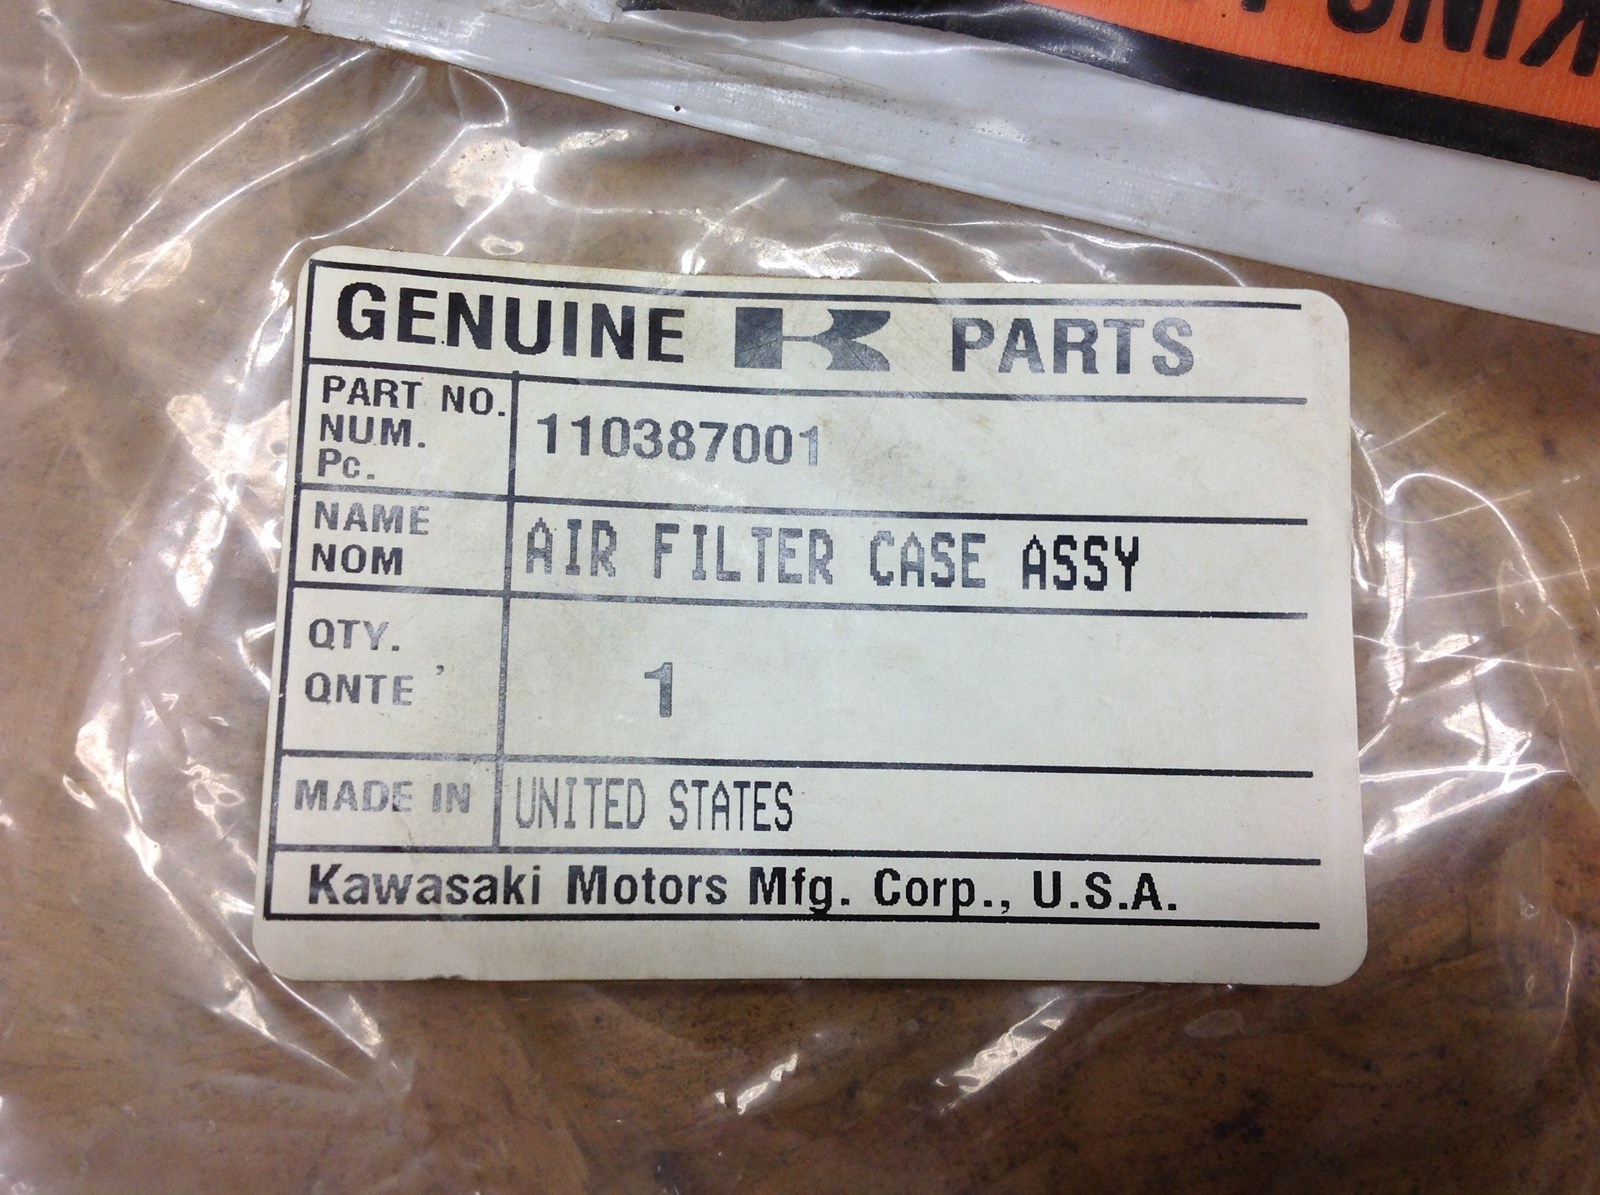 GENUINE K PARTS
PART NO.
NUM.
Pc.
110387001
NAME
NOM
AIR FILTER CASE ASSY
QTY.
QNTE '
1
MADE IN
UNITED STATES
Kawasaki Motors Mfg. Corp., U.S.A.